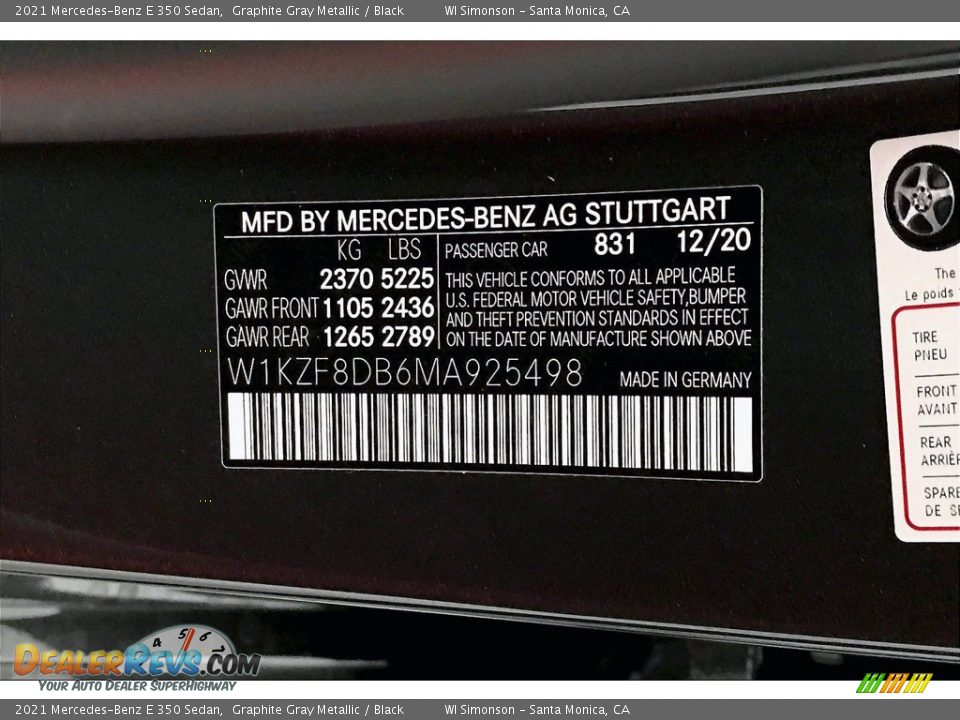 2021 Mercedes-Benz E 350 Sedan, Graphite Gray Metallic / Black WI Simonson - Santa Monica, CA
MFD BY MERCEDES-BENZ AG STUTTGART
KG LBS
GVWR 2370 5225
GAWR FRONT 1105 2436
GAWR REAR 1265 2789
PASSENGER CAR 831 12/20
THIS VEHICLE CONFORMS TO ALL APPLICABLE
U.S. FEDERAL MOTOR VEHICLE SAFETY,BUMPER
AND THEFT PREVENTION STANDARDS IN EFFECT
ON THE DATE OF MANUFACTURE SHOWN ABOVE
W1KZF8DB6MA925498 MADE IN GERMANY
The
Le poids
TIRE
PNEU
FRONT
AVANT
REAR
ARRIÈR
SPARE
DE
4 5 6
DEALERREVS.COM
YOUR AUTO DEALER SUPERHIGHWAY
2021 Mercedes-Benz E 350 Sedan, Graphite Gray Metallic / Black WI Simonson - Santa Monica, CA